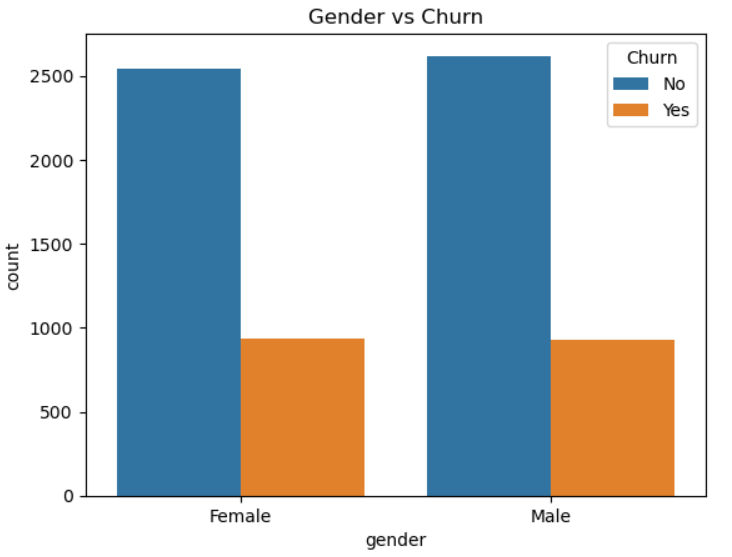 Gender vs Churn
Churn
No
Yes
2500
2000
1500
1000
500
0
count
Female
Male
gender